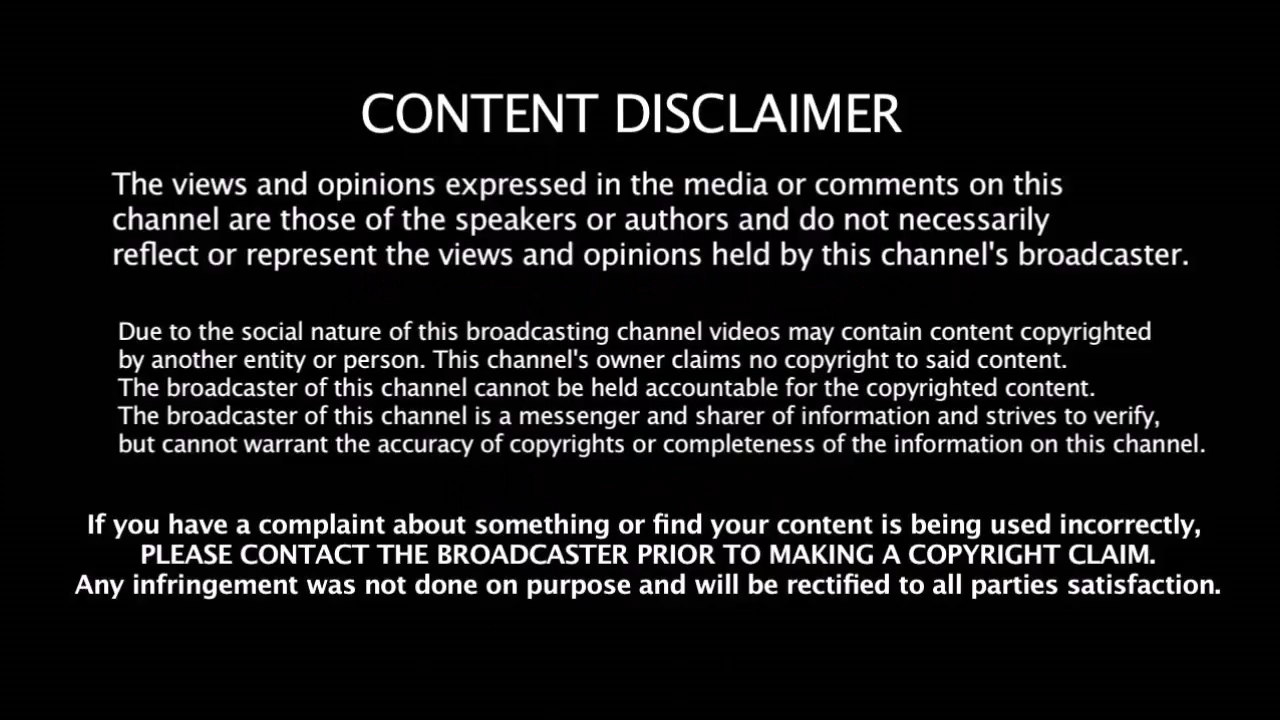 CONTENT DISCLAIMER
The views and opinions expressed in the media or comments on this
channel are those of the speakers or authors and do not necessarily
reflect or represent the views and opinions held by this channel's broadcaster.
Due to the social nature of this broadcasting channel videos may contain content copyrighted
by another entity or person. This channel's owner claims no copyright to said content.
The broadcaster of this channel cannot be held accountable for the copyrighted content.
The broadcaster of this channel is a messenger and sharer of information and strives to verify,
but cannot warrant the accuracy of copyrights or completeness of the information on this channel.
If you have a complaint about something or find your content is being used incorrectly,
PLEASE CONTACT THE BROADCASTER PRIOR TO MAKING A COPYRIGHT CLAIM.
Any infringement was not done on purpose and will be rectified to all parties satisfaction.